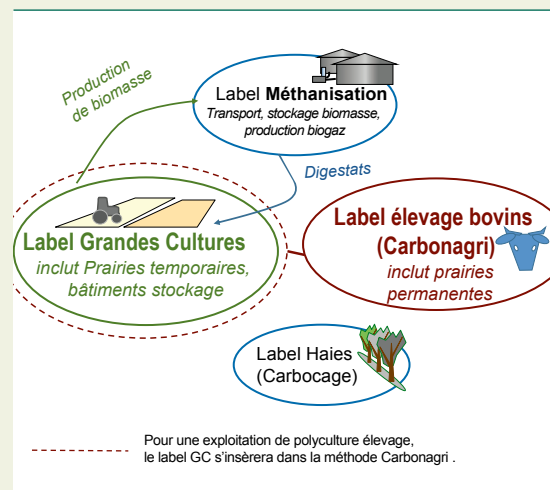 Production
de biomasse
Label Méthanisation
Transport, stockage biomasse,
production biogaz
Digestats
Label Grandes Cultures
inclut Prairies temporaires,
bâtiments stockage
Label élevage bovins
(Carbonagri)
inclut prairies
permanentes
Label Haies
(Carbocage)
Pour une exploitation de polyculture élevage,
le label GC s'insèrera dans la méthode Carbonagri .